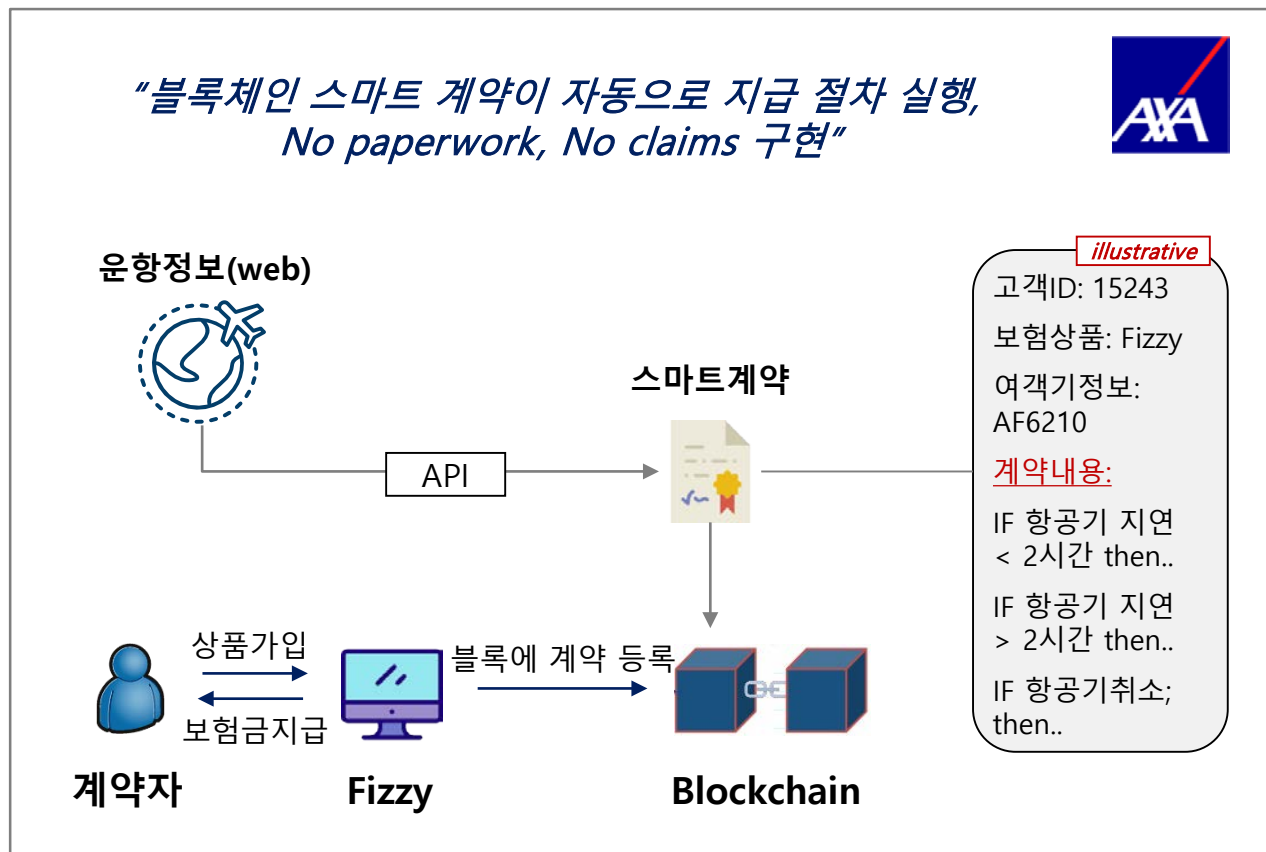 “블록체인 스마트 계약이 자동으로 지급 절차 실행,
No paperwork, No claims 구현”
AXA
운항정보(web)
스마트계약
API
illustrative
고객ID: 15243
보험상품: Fizzy
여객기정보:
AF6210
계약내용:
IF 항공기 지연
< 2시간 then..
IF 항공기 지연
> 2시간 then..
IF 항공기취소;
then..
상품가입
보험금지급
블록에 계약 등록
계약자
Fizzy
Blockchain